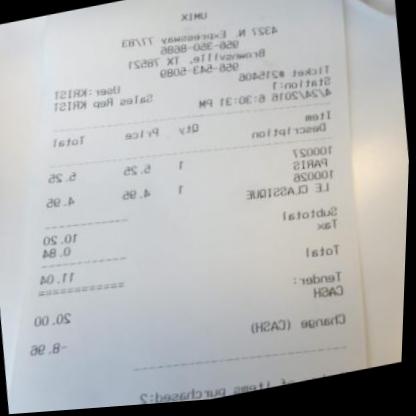 UMIX
4327 N. Expressway 77/83
956-350-8686
Brownsville, TX 78521
956-543-5089
Ticket #215406
Station:1 User:KRIST
4/24/2016 6:30:31 PM Sales Rep KRIST
Item
Description Qty Price Total
100027
PARIS 1 5.25 5.25
100026
LE CLASSIQUE 1 4.95 4.95
Subtotal 10.20
Tax 0.84
Total 11.04
Tender:
CASH 20.00
Change (CASH) -8.96
of items purchased:2